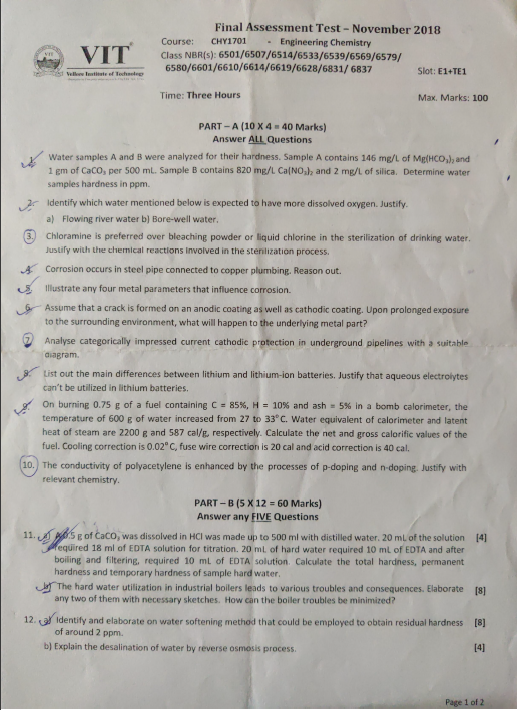 Final Assessment Test – November 2018
Course: CHY1701 - Engineering Chemistry
Class NBR(s): 6501/6507/6514/6533/6539/6569/6579/
6580/6601/6610/6614/6619/6628/6831/ 6837
Slot: E1+TE1
VIT
Vellore Institute of Technology
Time: Three Hours
Max. Marks: 100
PART – A (10 X 4 = 40 Marks)
Answer ALL Questions
1. Water samples A and B were analyzed for their hardness. Sample A contains 146 mg/L of Mg(HCO₃)₂ and
1 gm of CaCO₃ per 500 mL. Sample B contains 820 mg/L Ca(NO₃)₂ and 2 mg/L of silica. Determine water
samples hardness in ppm.
2. Identify which water mentioned below is expected to have more dissolved oxygen. Justify.
a) Flowing river water b) Bore-well water.
3. Chloramine is preferred over bleaching powder or liquid chlorine in the sterilization of drinking water.
Justify with the chemical reactions involved in the sterilization process.
4. Corrosion occurs in steel pipe connected to copper plumbing. Reason out.
5. Illustrate any four metal parameters that influence corrosion.
6. Assume that a crack is formed on an anodic coating as well as cathodic coating. Upon prolonged exposure
to the surrounding environment, what will happen to the underlying metal part?
7. Analyse categorically impressed current cathodic protection in underground pipelines with a suitable
diagram.
8. List out the main differences between lithium and lithium-ion batteries. Justify that aqueous electrolytes
can't be utilized in lithium batteries.
9. On burning 0.75 g of a fuel containing C = 85%, H = 10% and ash = 5% in a bomb calorimeter, the
temperature of 600 g of water increased from 27 to 33°C. Water equivalent of calorimeter and latent
heat of steam are 2200 g and 587 cal/g, respectively. Calculate the net and gross calorific values of the
fuel. Cooling correction is 0.02°C, fuse wire correction is 20 cal and acid correction is 40 cal.
10. The conductivity of polyacetylene is enhanced by the processes of p-doping and n-doping. Justify with
relevant chemistry.
PART – B (5 X 12 = 60 Marks)
Answer any FIVE Questions
11. a) 0.5 g of CaCO₃ was dissolved in HCl was made up to 500 ml with distilled water. 20 mL of the solution [4]
required 18 ml of EDTA solution for titration. 20 mL of hard water required 10 mL of EDTA and after
boiling and filtering, required 10 mL of EDTA solution. Calculate the total hardness, permanent
hardness and temporary hardness of sample hard water.
b) The hard water utilization in industrial boilers leads to various troubles and consequences. Elaborate [8]
any two of them with necessary sketches. How can the boiler troubles be minimized?
12. a) Identify and elaborate on water softening method that could be employed to obtain residual hardness [8]
of around 2 ppm.
b) Explain the desalination of water by reverse osmosis process. [4]
Page 1 of 2